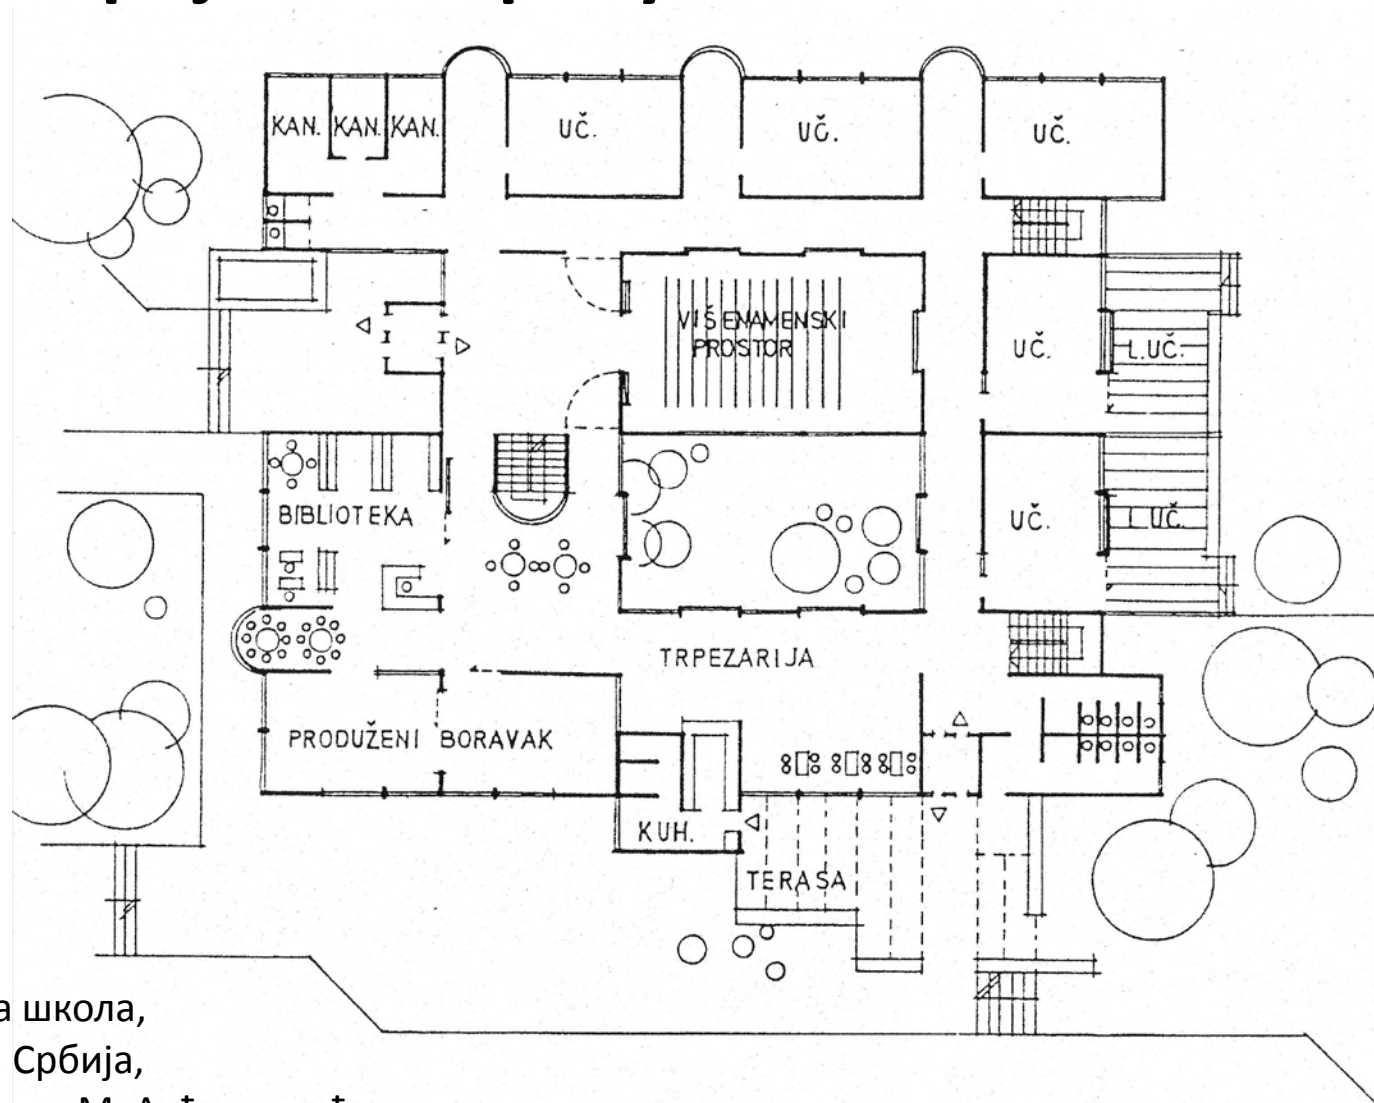 KAN. KAN. KAN. UČ. UČ. UČ.
VIŠENAMENSKI
PROSTOR
UČ. L.UČ.
BIBLIOTEKA
UČ. L.UČ.
TRPEZARIJA
PRODUŽENI BORAVAK
KUH.
TERASA
а школа,
Србија,